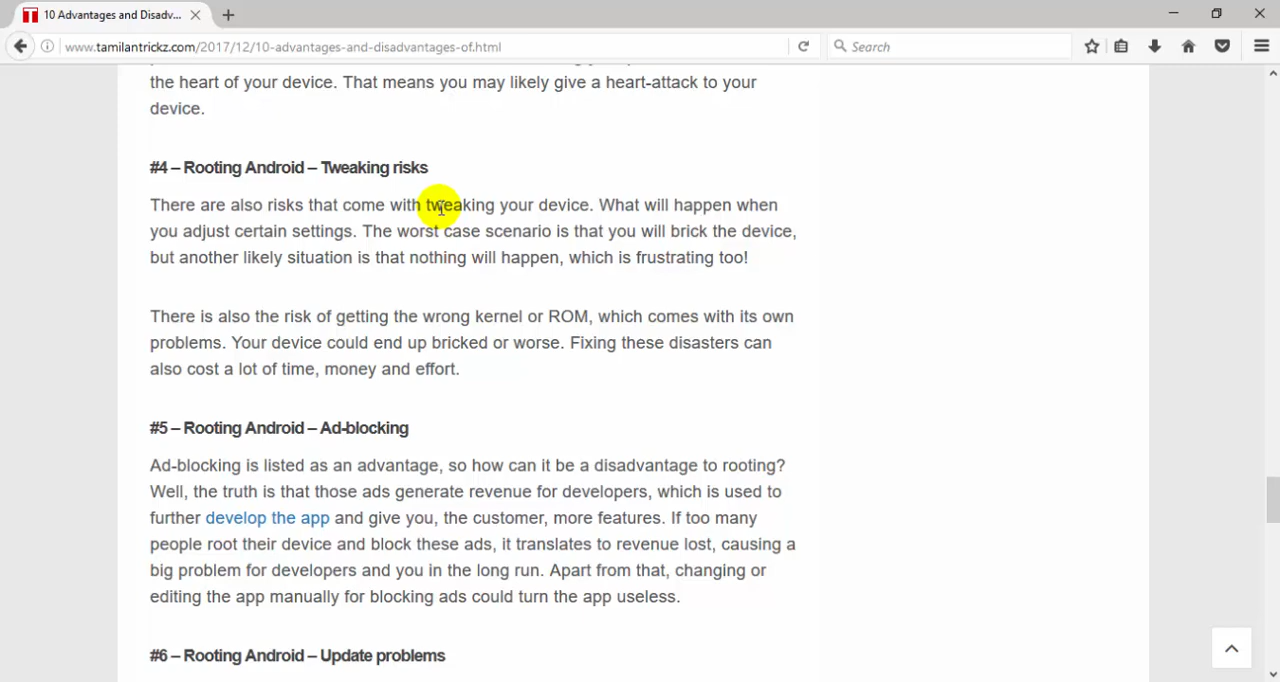 10 Advantages and Disadv...
www.tamilantrickz.com/2017/12/10-advantages-and-disadvantages-of.html
Search
the heart of your device. That means you may likely give a heart-attack to your
device.
#4 – Rooting Android – Tweaking risks
There are also risks that come with tweaking your device. What will happen when
you adjust certain settings. The worst case scenario is that you will brick the device,
but another likely situation is that nothing will happen, which is frustrating too!
There is also the risk of getting the wrong kernel or ROM, which comes with its own
problems. Your device could end up bricked or worse. Fixing these disasters can
also cost a lot of time, money and effort.
#5 – Rooting Android – Ad-blocking
Ad-blocking is listed as an advantage, so how can it be a disadvantage to rooting?
Well, the truth is that those ads generate revenue for developers, which is used to
further develop the app and give you, the customer, more features. If too many
people root their device and block these ads, it translates to revenue lost, causing a
big problem for developers and you in the long run. Apart from that, changing or
editing the app manually for blocking ads could turn the app useless.
#6 – Rooting Android – Update problems